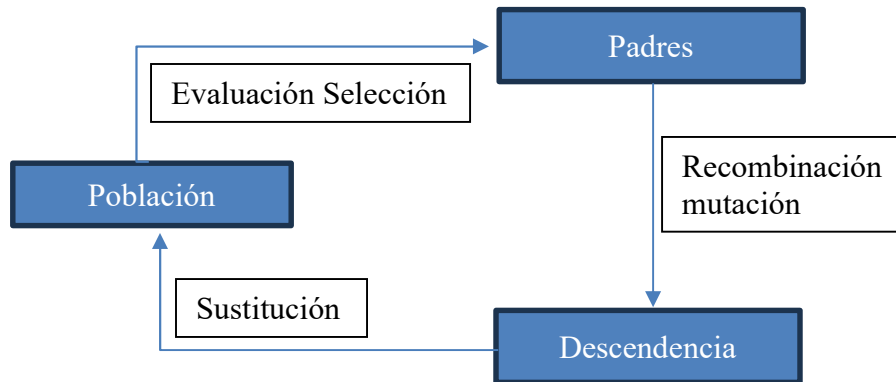 Padres
Evaluación Selección
Recombinación
mutación
Población
Sustitución
Descendencia